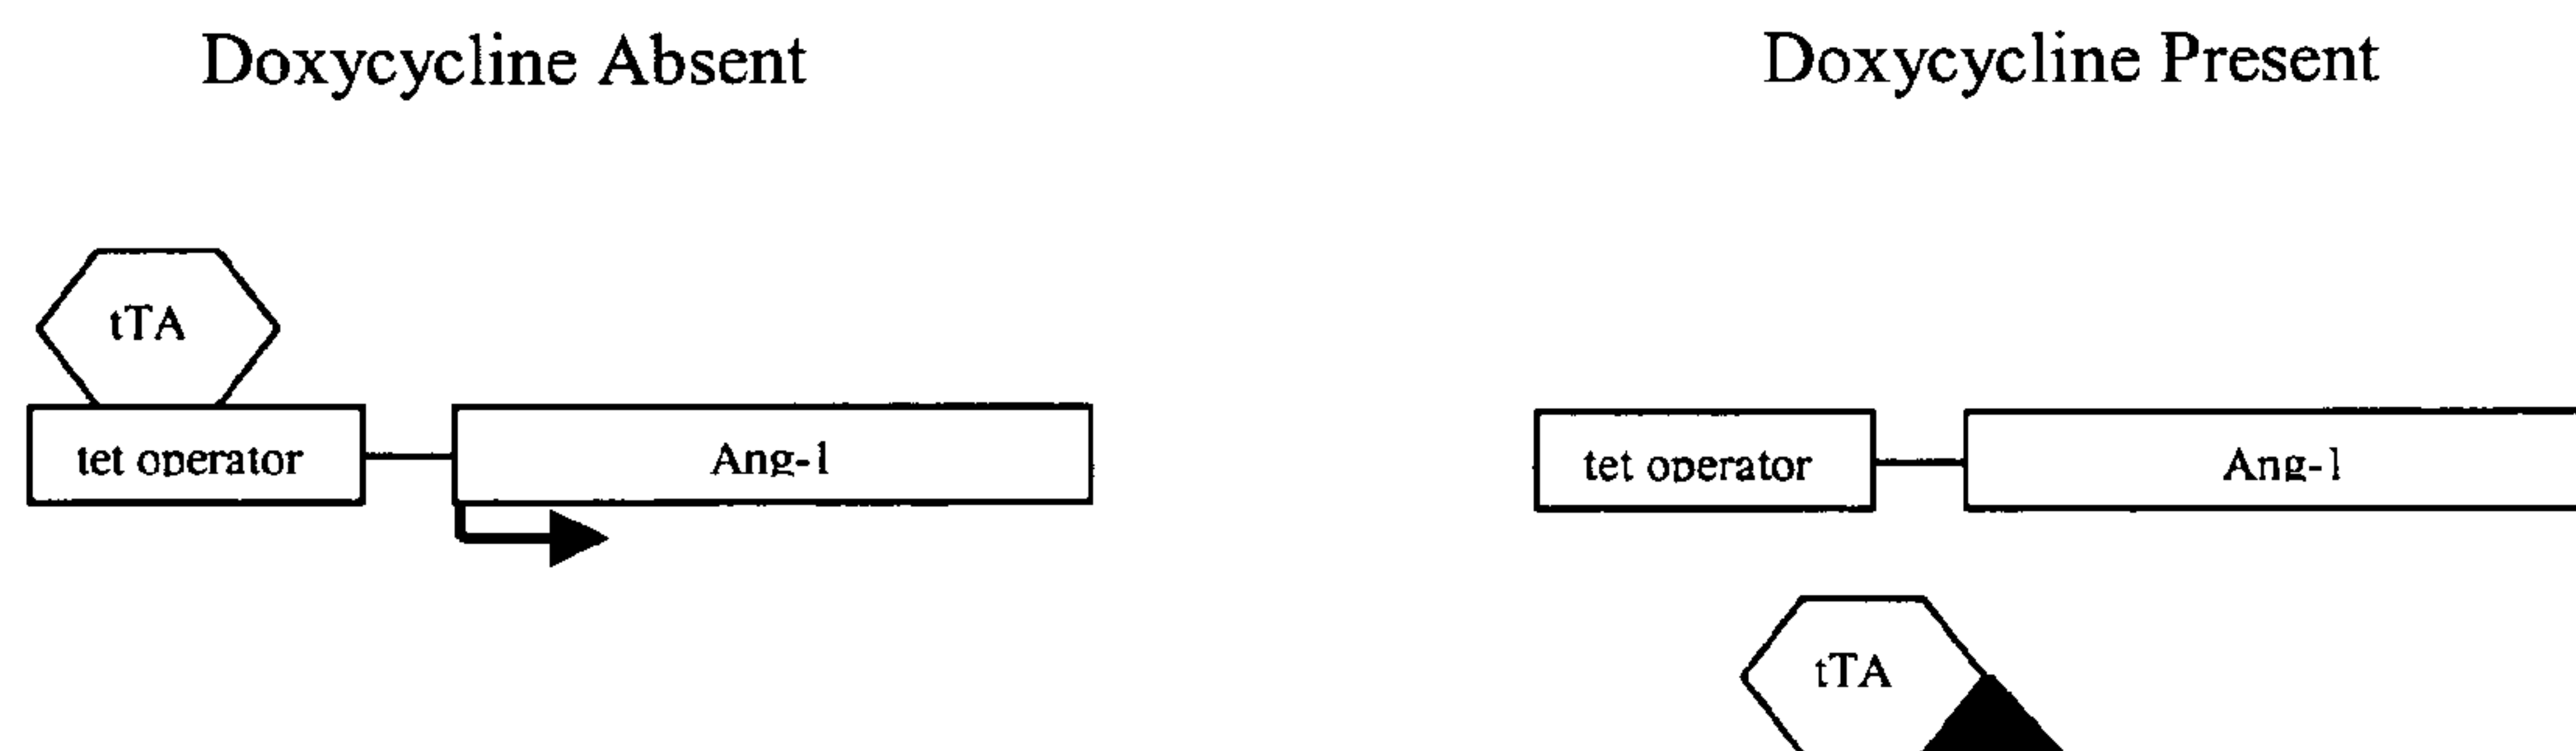 Doxycycline Absent
Doxycycline Present
tTA
tet operator
Ang-1
tet operator
Ang-1
tTA